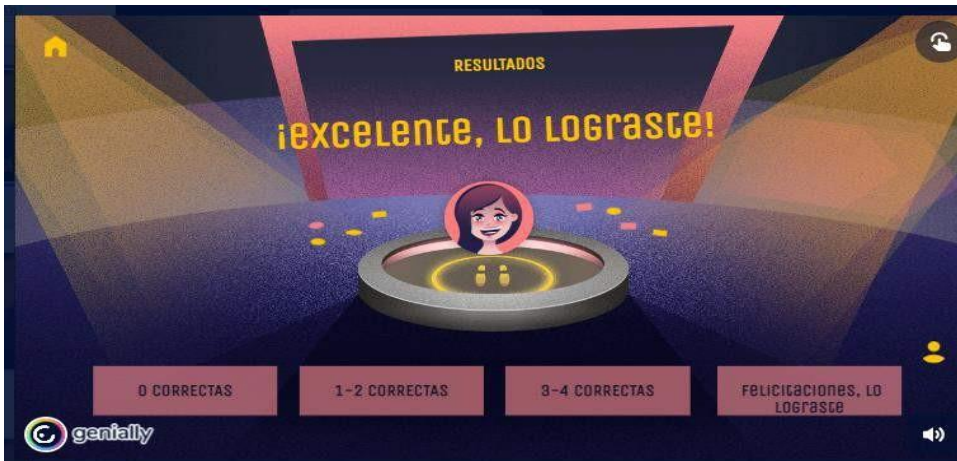 RESULTADOS
¡excelente, lo lograste!
0 CORRECTAS
1-2 CORRECTAS
3-4 CORRECTAS
Felicitaciones, lo
lograste
genially